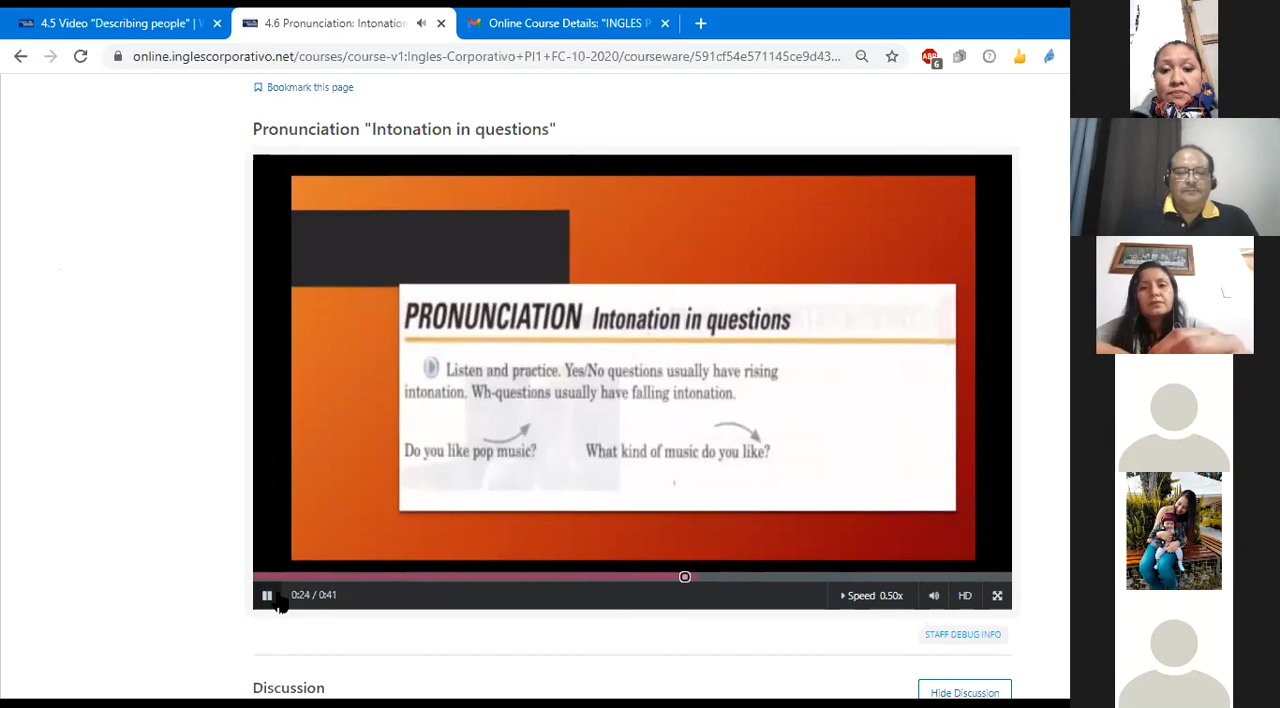 4.5 Video "Describing people" |
4.6 Pronunciation: Intonation
Online Course Details: "INGLES P
online.inglescorporativo.net/courses/course-v1:Ingles-Corporativo+PI1+FC-10-2020/courseware/591cf54e571145ce9d43...
6
Bookmark this page
Pronunciation "Intonation in questions"
PRONUNCIATION Intonation in questions
Listen and practice. Yes/No questions usually have rising
intonation. Wh-questions usually have falling intonation.
Do you like pop music? What kind of music do you like?
0:24 / 0:41
Speed 0.50x
HD
STAFF DEBUG INFO
Discussion
Hide Discussion